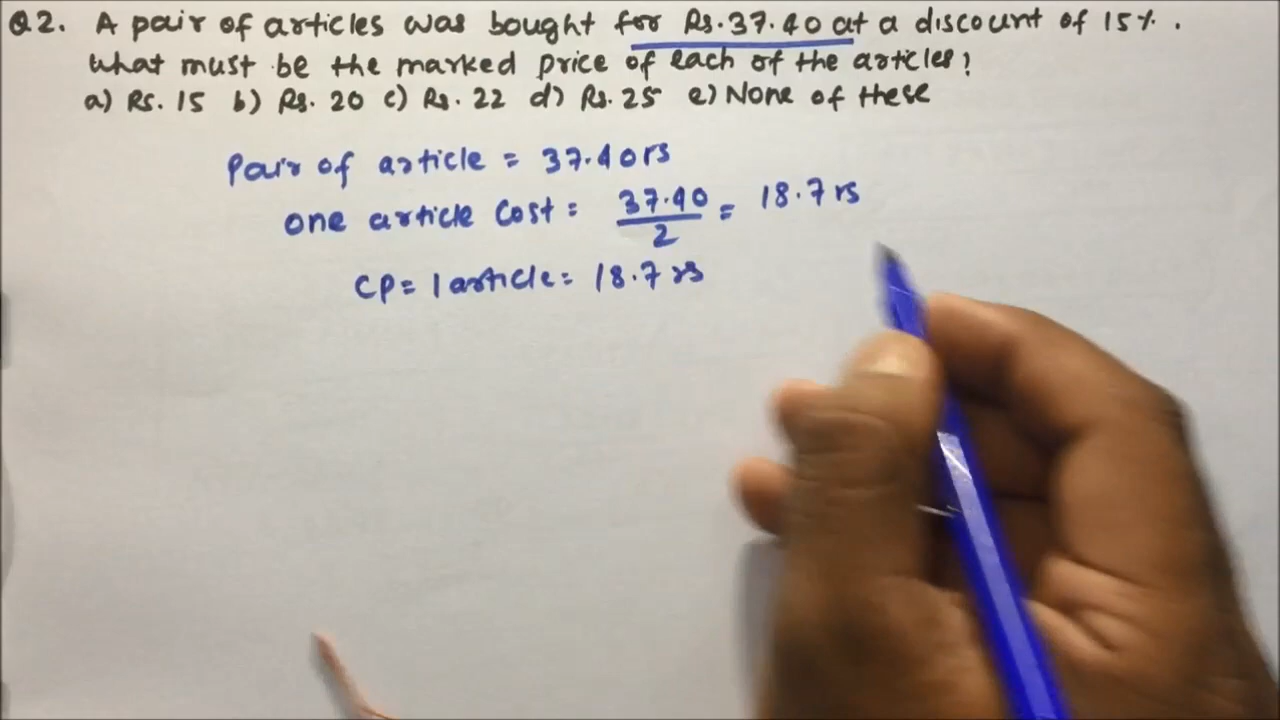 Q2. A pair of articles was bought for Rs.37.40 at a discount of 15%.
What must be the marked price of each of the articles?
a) Rs. 15 b) Rs. 20 c) Rs. 22 d) Rs. 25 e) None of these
Pair of article = 37.40rs
one article cost = 37.40/2 = 18.7 rs
CP = 1 article = 18.7 rs